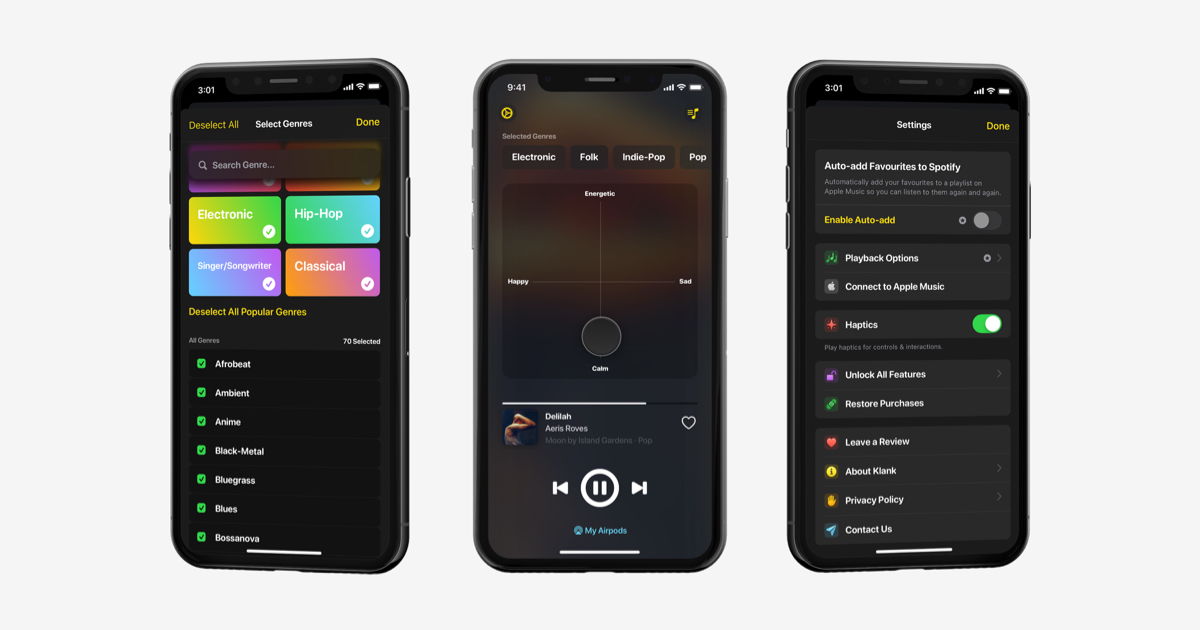 3:01
Deselect All
Select Genres
Done
Search Genre...
Electronic
Hip-Hop
Singer/Songwriter
Classical
Deselect All Popular Genres
All Genres
70 Selected
Afrobeat
Ambient
Anime
Black-Metal
Bluegrass
Blues
Bossanova
9:41
Selected Genres
Electronic
Folk
Indie-Pop
Pop
Energetic
Happy
Sad
Calm
Delilah
Aeris Roves
Moon by Island Gardens · Pop
My Airpods
3:01
Settings
Done
Auto-add Favourites to Spotify
Automatically add your favourites to a playlist on
Apple Music so you can listen to them again and again.
Enable Auto-add
Playback Options
Connect to Apple Music
Haptics
Play haptics for controls & interactions.
Unlock All Features
Restore Purchases
Leave a Review
About Klank
Privacy Policy
Contact Us